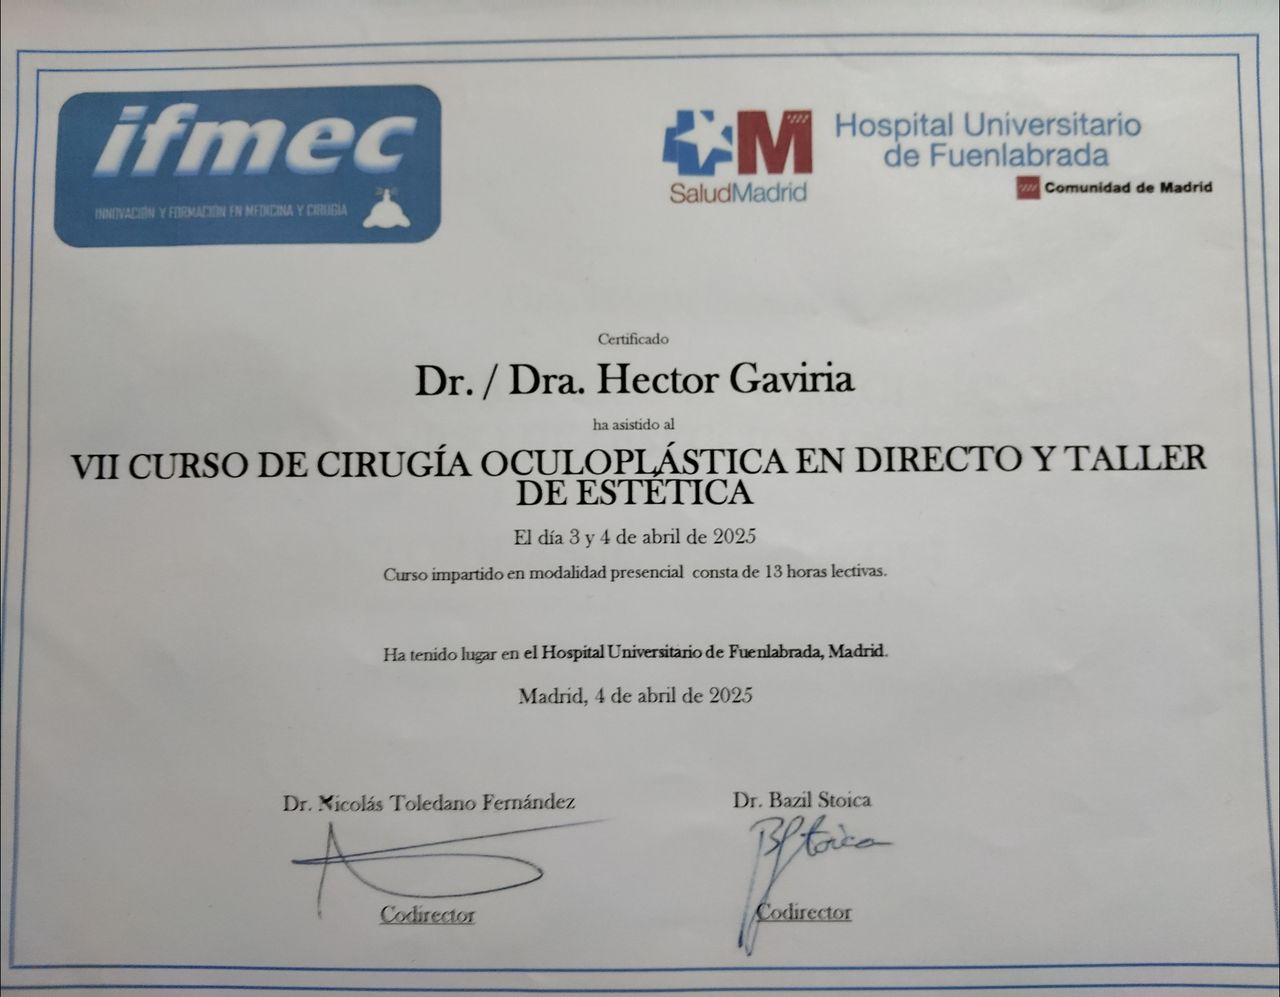 ifmec
INNOVACIÓN Y FORMACIÓN EN MEDICINA Y CIRUGÍA
M
SaludMadrid
Hospital Universitario
de Fuenlabrada
Comunidad de Madrid
Certificado
Dr. / Dra. Hector Gaviria
ha asistido al
VII CURSO DE CIRUGÍA OCULOPLÁSTICA EN DIRECTO Y TALLER
DE ESTÉTICA
El día 3 y 4 de abril de 2025
Curso impartido en modalidad presencial consta de 13 horas lectivas.
Ha tenido lugar en el Hospital Universitario de Fuenlabrada, Madrid.
Madrid, 4 de abril de 2025
Dr. Nicolás Toledano Fernández
Dr. Bazil Stoica
BStoica
Codirector
Codirector